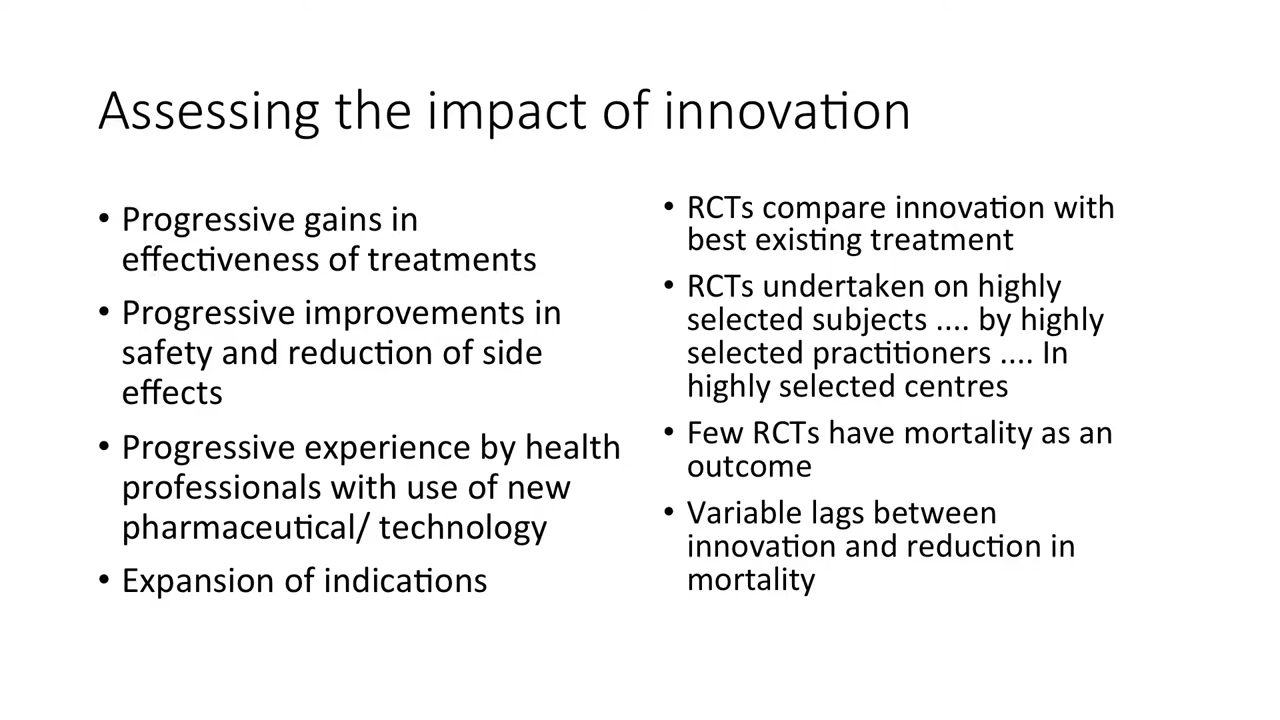 Assessing the impact of innovation
• Progressive gains in
effectiveness of treatments
• Progressive improvements in
safety and reduction of side
effects
• Progressive experience by health
professionals with use of new
pharmaceutical/ technology
• Expansion of indications
• RCTs compare innovation with
best existing treatment
• RCTs undertaken on highly
selected subjects .... by highly
selected practitioners .... In
highly selected centres
• Few RCTs have mortality as an
outcome
• Variable lags between
innovation and reduction in
mortality